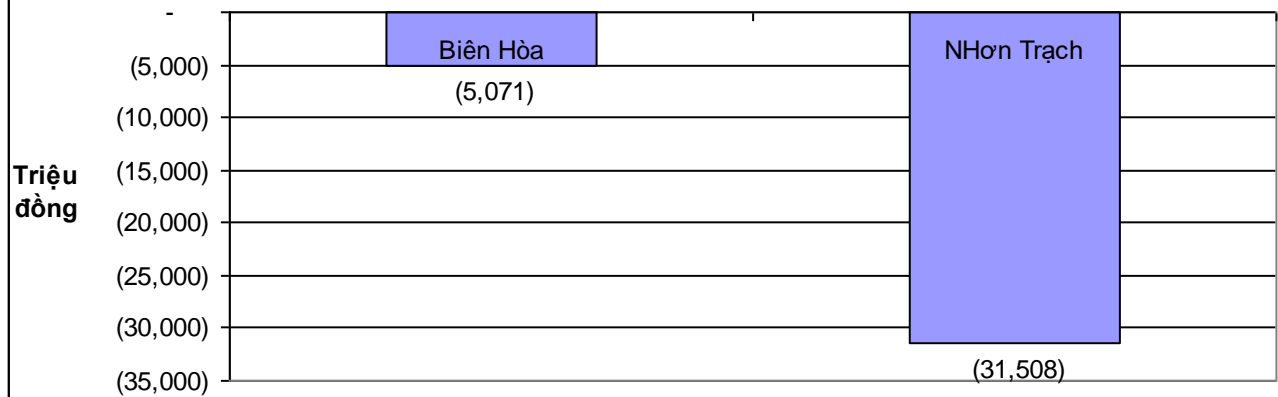 -
(5,000)
(10,000)
(15,000)
(20,000)
(25,000)
(30,000)
(35,000)
Triệu
đồng
Biên Hòa
(5,071)
NHơn Trạch
(31,508)